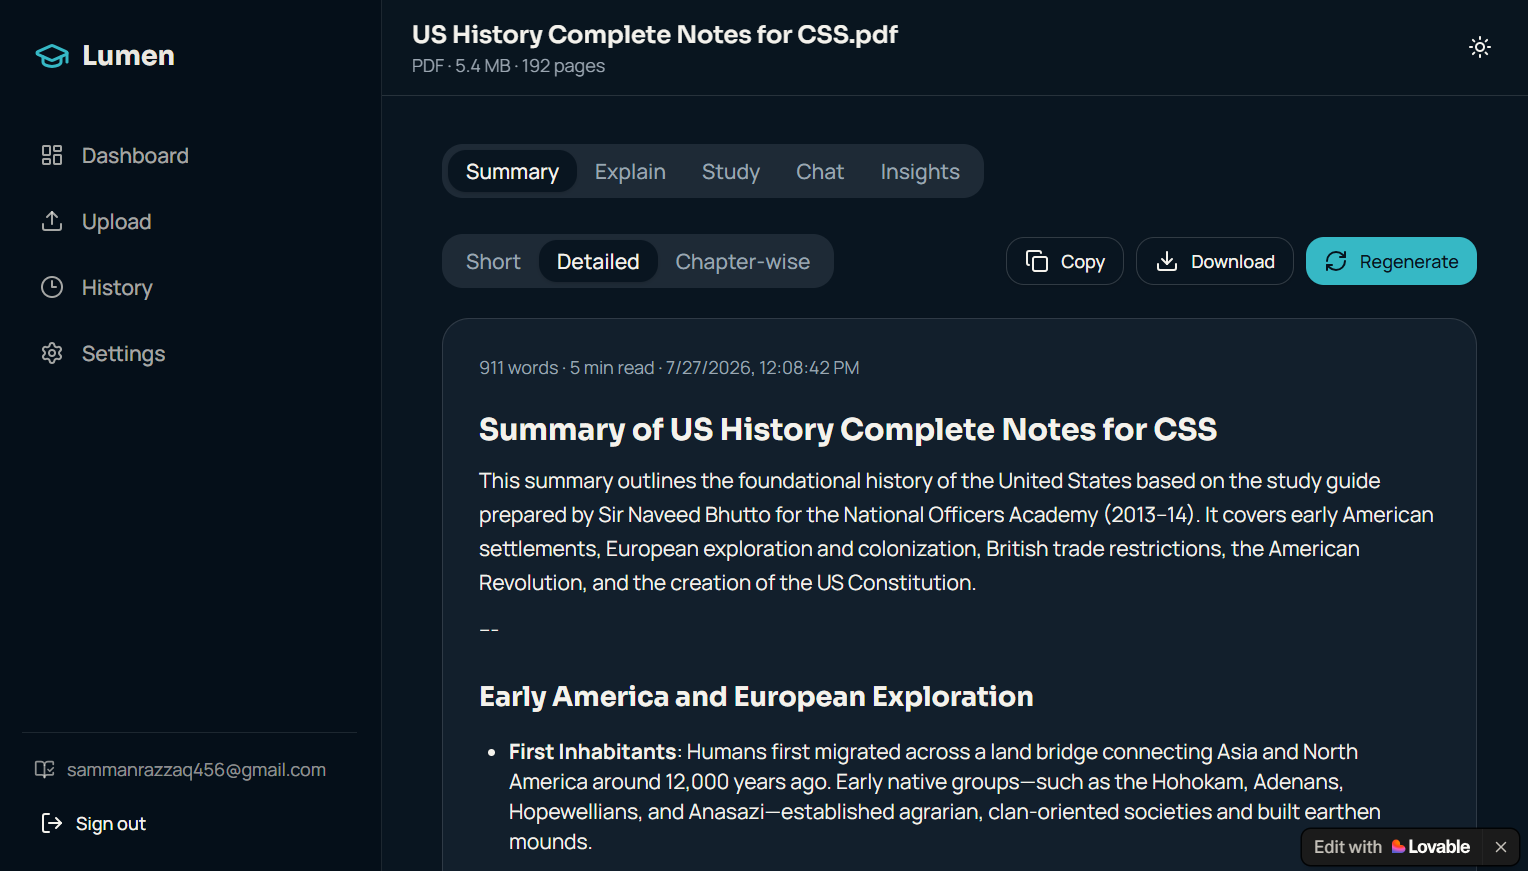 Lumen
Dashboard
Upload
History
Settings
sammanrazzaq456@gmail.com
Sign out
US History Complete Notes for CSS.pdf
PDF · 5.4 MB · 192 pages
Summary Explain Study Chat Insights
Short Detailed Chapter-wise
Copy Download Regenerate
911 words · 5 min read · 7/27/2026, 12:08:42 PM
Summary of US History Complete Notes for CSS
This summary outlines the foundational history of the United States based on the study guide
prepared by Sir Naveed Bhutto for the National Officers Academy (2013–14). It covers early American
settlements, European exploration and colonization, British trade restrictions, the American
Revolution, and the creation of the US Constitution.
--
Early America and European Exploration
• First Inhabitants: Humans first migrated across a land bridge connecting Asia and North
America around 12,000 years ago. Early native groups—such as the Hohokam, Adenans,
Hopewellians, and Anasazi—established agrarian, clan-oriented societies and built earthen
mounds.
Edit with Lovable